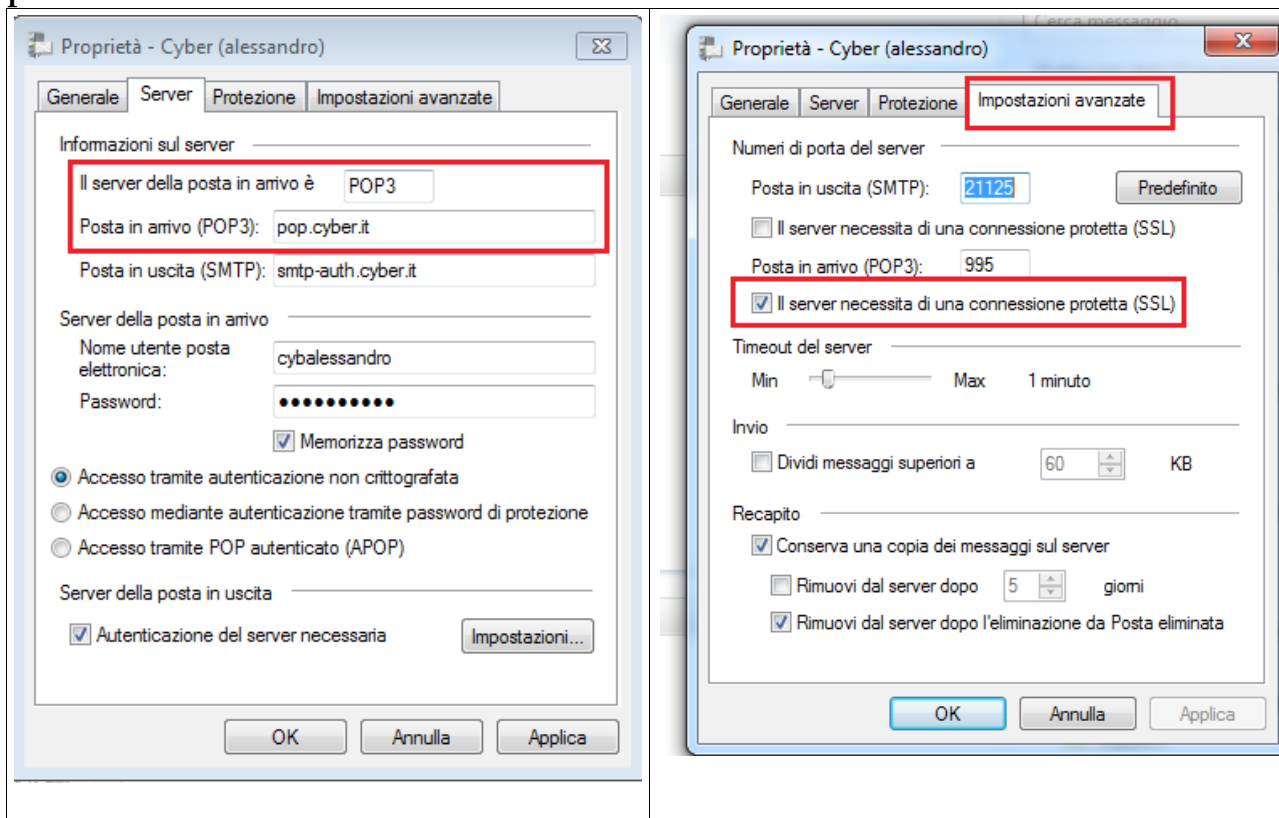 Proprietà - Cyber (alessandro)
Generale Server Protezione Impostazioni avanzate
Informazioni sul server
Il server della posta in arrivo è POP3
Posta in arrivo (POP3): pop.cyber.it
Posta in uscita (SMTP): smtp-auth.cyber.it
Server della posta in arrivo
Nome utente posta
elettronica: cybalessandro
Password: ●●●●●●●●●●
Memorizza password
Accesso tramite autenticazione non crittografata
Accesso mediante autenticazione tramite password di protezione
Accesso tramite POP autenticato (APOP)
Server della posta in uscita
Autenticazione del server necessaria Impostazioni...
OK Annulla Applica
Cerca messaggio
Proprietà - Cyber (alessandro)
Generale Server Protezione Impostazioni avanzate
Numeri di porta del server
Posta in uscita (SMTP): 21125 Predefinito
Il server necessita di una connessione protetta (SSL)
Posta in arrivo (POP3): 995
Il server necessita di una connessione protetta (SSL)
Timeout del server
Min Max 1 minuto
Invio
Dividi messaggi superiori a 60 KB
Recapito
Conserva una copia dei messaggi sul server
Rimuovi dal server dopo 5 giorni
Rimuovi dal server dopo l'eliminazione da Posta eliminata
OK Annulla Applica